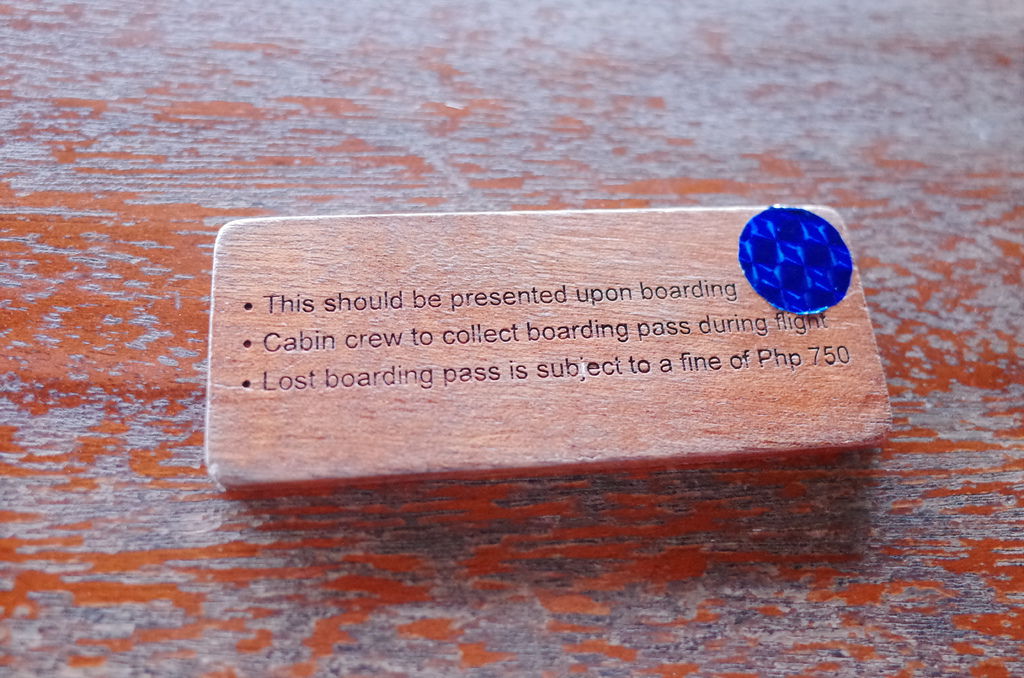 • This should be presented upon boarding
• Cabin crew to collect boarding pass during flight
• Lost boarding pass is subject to a fine of Php 750